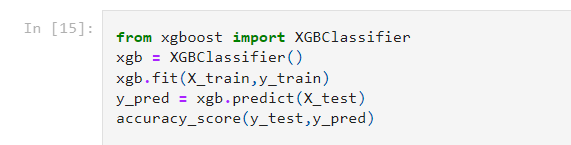 In [15]:
from xgboost import XGBClassifier
xgb = XGBClassifier()
xgb.fit(X_train,y_train)
y_pred = xgb.predict(X_test)
accuracy_score(y_test,y_pred)